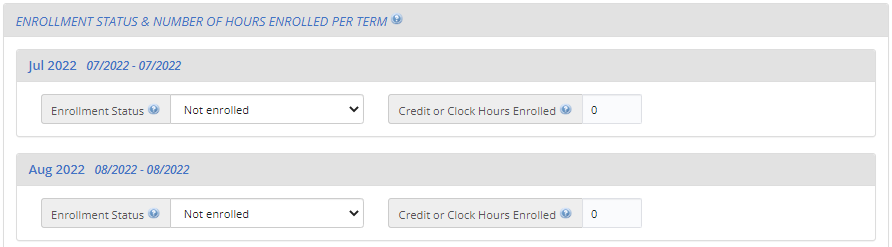 ENROLLMENT STATUS & NUMBER OF HOURS ENROLLED PER TERM ?
Jul 2022 07/2022 - 07/2022
Enrollment Status ? Not enrolled Credit or Clock Hours Enrolled ? 0
Aug 2022 08/2022 - 08/2022
Enrollment Status ? Not enrolled Credit or Clock Hours Enrolled ? 0